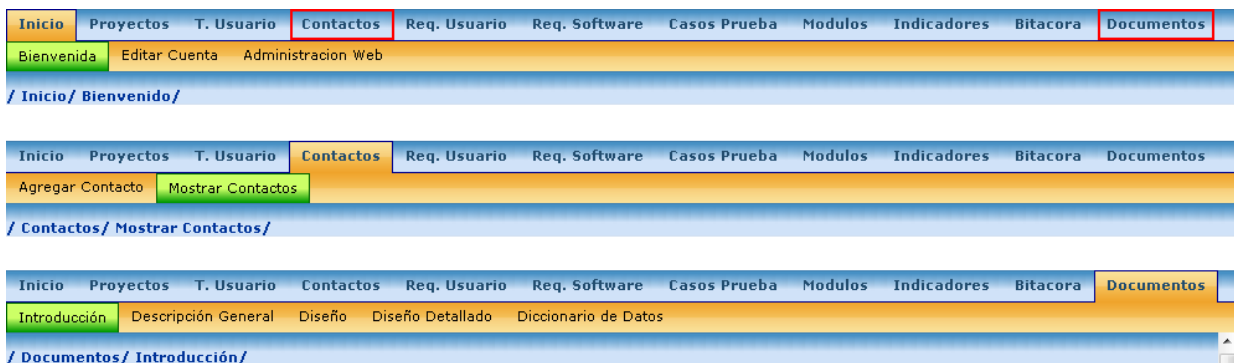 Inicio Proyectos T. Usuario Contactos Req. Usuario Req. Software Casos Prueba Modulos Indicadores Bitacora Documentos
Bienvenida Editar Cuenta Administracion Web
/ Inicio/ Bienvenido/
Inicio Proyectos T. Usuario Contactos Req. Usuario Req. Software Casos Prueba Modulos Indicadores Bitacora Documentos
Agregar Contacto Mostrar Contactos
/ Contactos/ Mostrar Contactos/
Inicio Proyectos T. Usuario Contactos Req. Usuario Req. Software Casos Prueba Modulos Indicadores Bitacora Documentos
Introducción Descripción General Diseño Diseño Detallado Diccionario de Datos
/ Documentos/ Introducción/